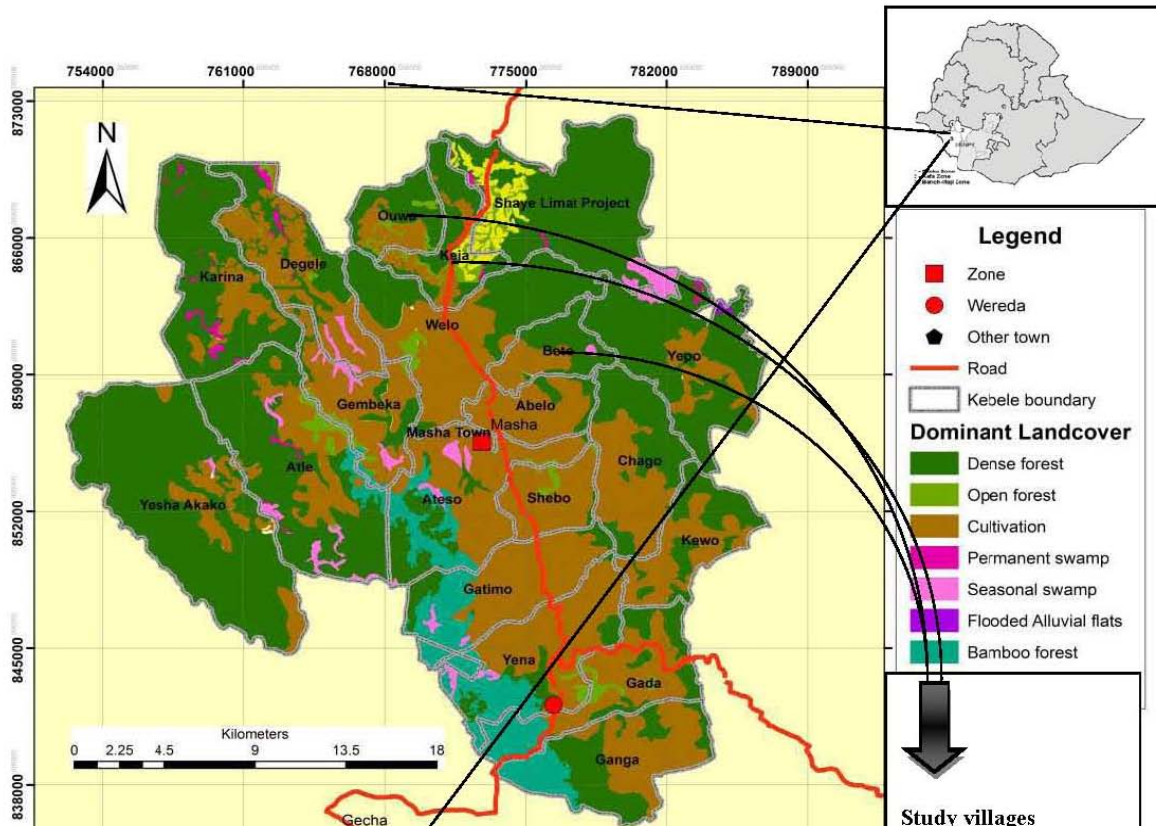 754000 761000 768000 775000 782000 789000
873000
866000
859000
852000
845000
838000
N
Shaye Limai Project
Ouwa
Keja
Karina
Degele
Welo
Beto
Yepo
Gembeka
Abelo
Masha Town
Masha
Chago
Atle
Yesha Akako
Ateso
Shebo
Kewo
Gatimo
Yena
Gada
Ganga
Gecha
Kilometers
0 2.25 4.5 9 13.5 18
Legend
Zone
Wereda
Other town
Road
Kebele boundary
Dominant Landcover
Dense forest
Open forest
Cultivation
Permanent swamp
Seasonal swamp
Flooded Alluvial flats
Bamboo forest
Study villages